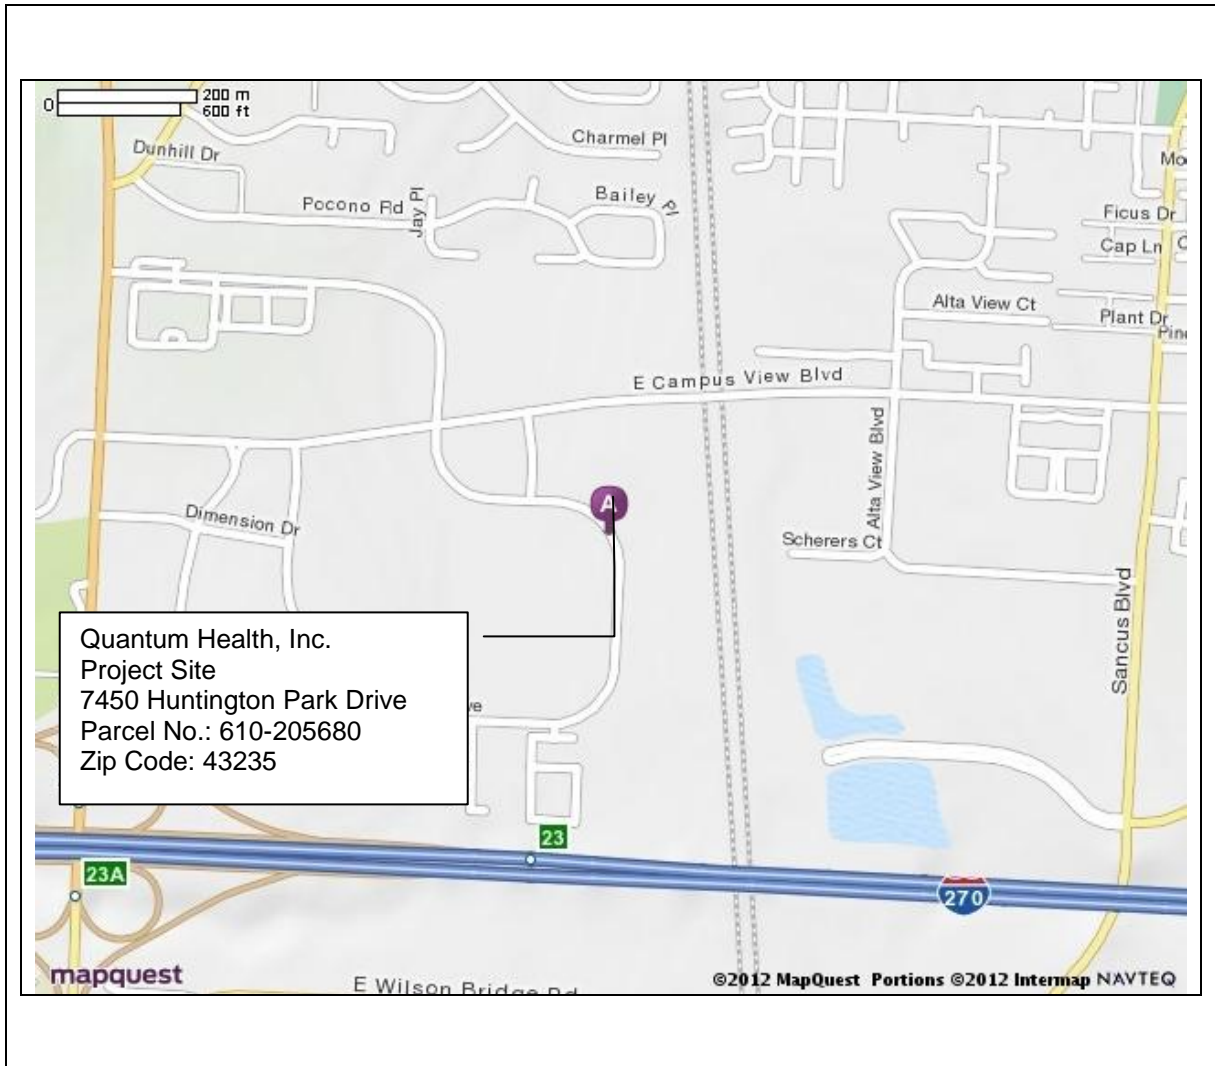 0
200 m
600 ft
Charmel Pl
Dunhill Dr
Pocono Rd
Jay Pl
Bailey Pl
Ficus Dr
Cap Ln
Alta View Ct
Plant Dr
E Campus View Blvd
Alta View Blvd
A
Dimension Dr
Scherers Ct
Sancus Blvd
Quantum Health, Inc.
Project Site
7450 Huntington Park Drive
Parcel No.: 610-205680
Zip Code: 43235
23
23A
270
mapquest
E Wilson Bridge Rd
©2012 MapQuest Portions ©2012 Intermap NAVTEQ